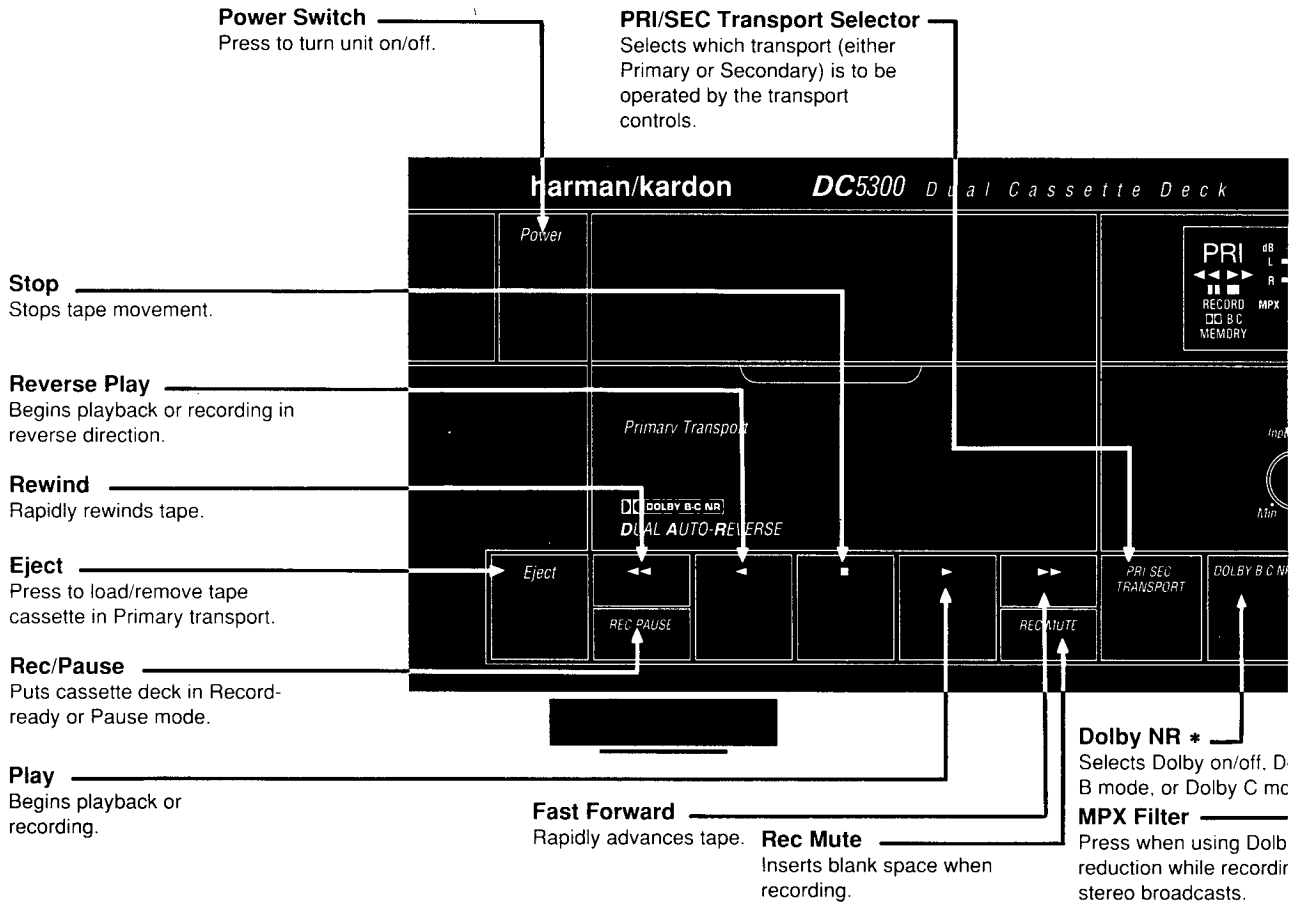 Power Switch
Press to turn unit on/off.
PRI/SEC Transport Selector
Selects which transport (either
Primary or Secondary) is to be
operated by the transport
controls.
harman/kardon DC5300 Dual Cassette Deck
Power
PRI dB
L
R
RECORD MPX
B C
MEMORY
Stop
Stops tape movement.
Reverse Play
Begins playback or recording in
reverse direction.
Primary Transport
Rewind
Rapidly rewinds tape.
Min
DOLBY B-C NR
DUAL AUTO-REVERSE
Eject
Press to load/remove tape
cassette in Primary transport.
Eject
PRI SEC
TRANSPORT
DOLBY B C NR
REC PAUSE
REC MUTE
Rec/Pause
Puts cassette deck in Record-
ready or Pause mode.
Play
Begins playback or
recording.
Fast Forward
Rapidly advances tape.
Rec Mute
Inserts blank space when
recording.
Dolby NR *
Selects Dolby on/off,
B mode, or Dolby C
MPX Filter
Press when using
reduction while
stereo broadcasts.